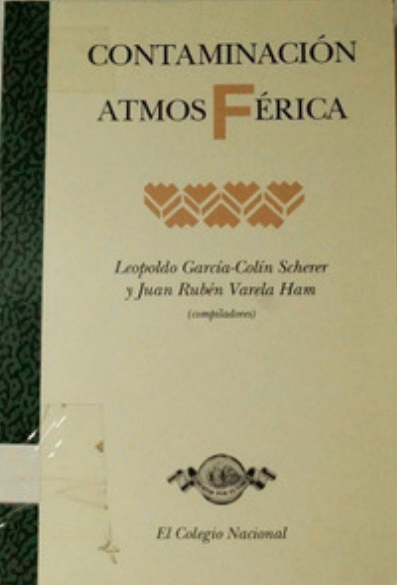 CONTAMINACIÓN
ATMOSFÉRICA
Leopoldo García-Colín Scherer
y Juan Rubén Varela Ham
(compiladores)
El Colegio Nacional